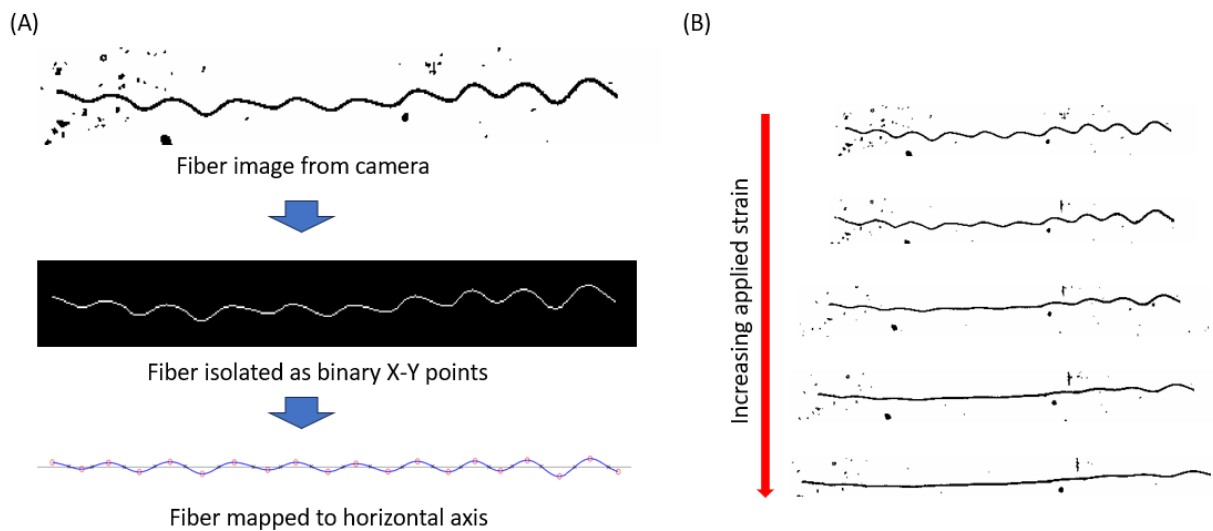 (A)
Fiber image from camera
Fiber isolated as binary X-Y points
Fiber mapped to horizontal axis
(B)
Increasing applied strain